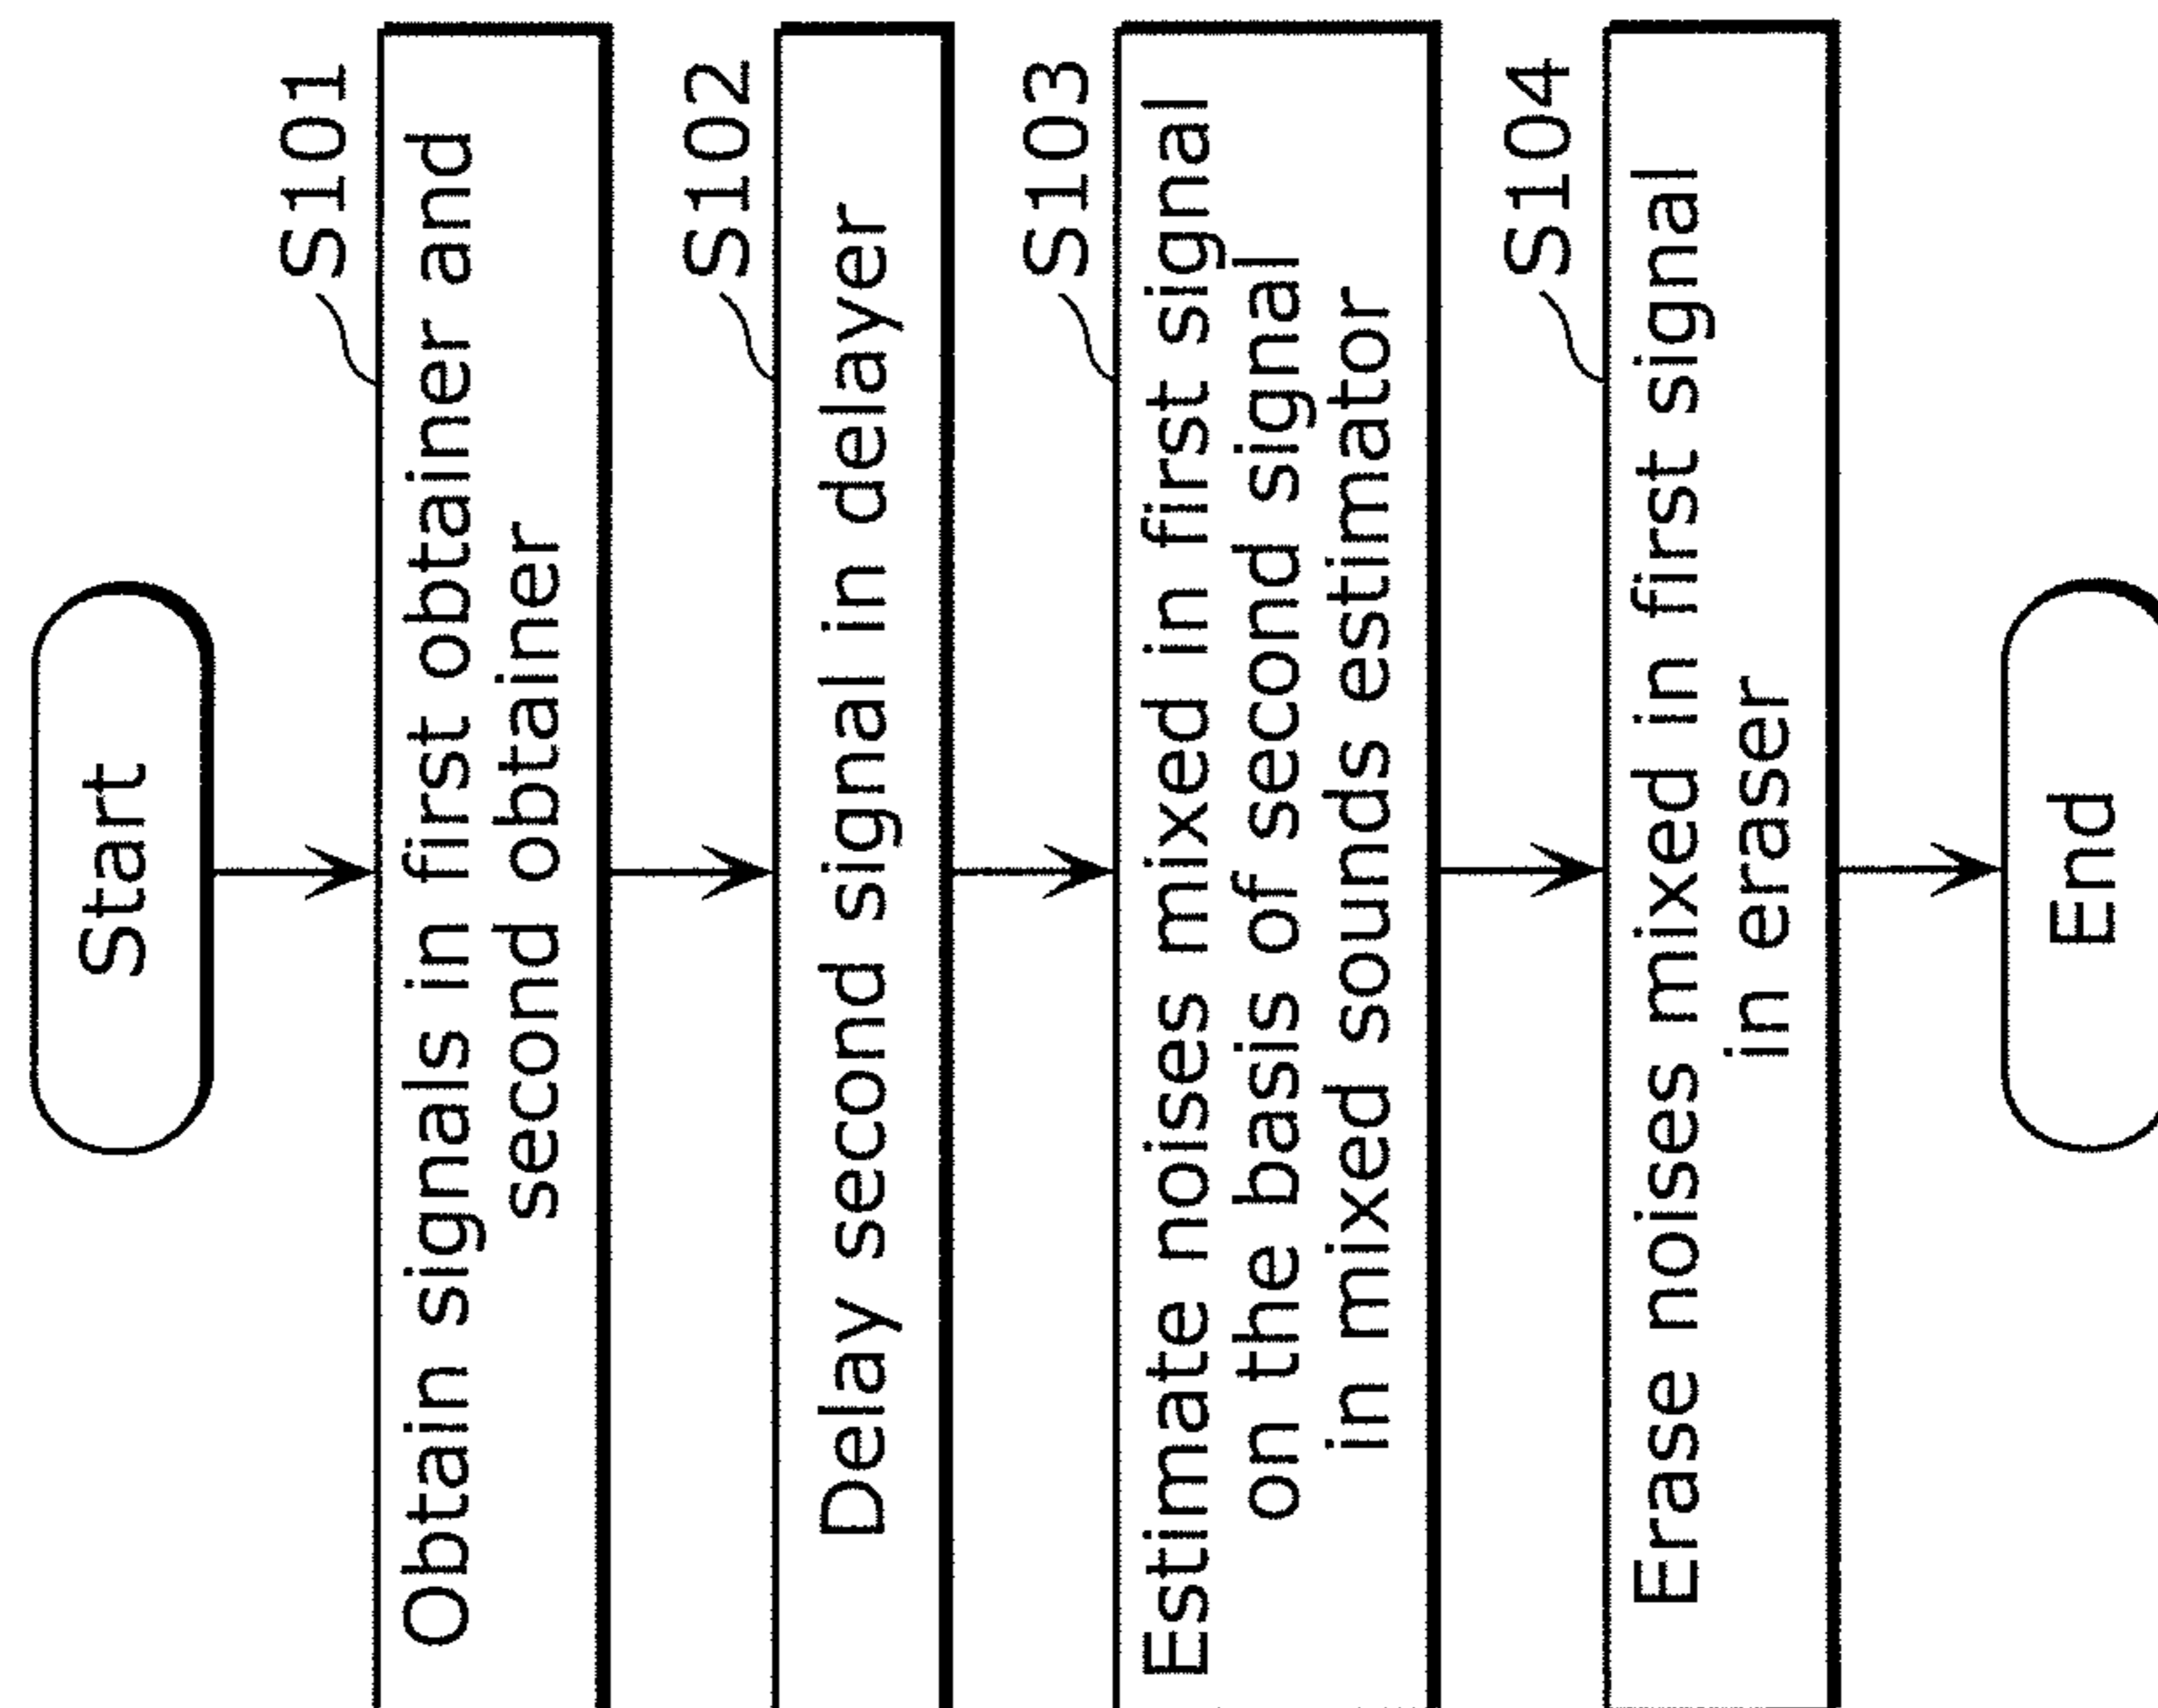 Start
S101
Obtain signals in first obtainer and
second obtainer
S102
Delay second signal in delayer
S103
Estimate noises mixed in first signal
on the basis of second signal
in mixed sounds estimator
S104
Erase noises mixed in first signal
in eraser
End